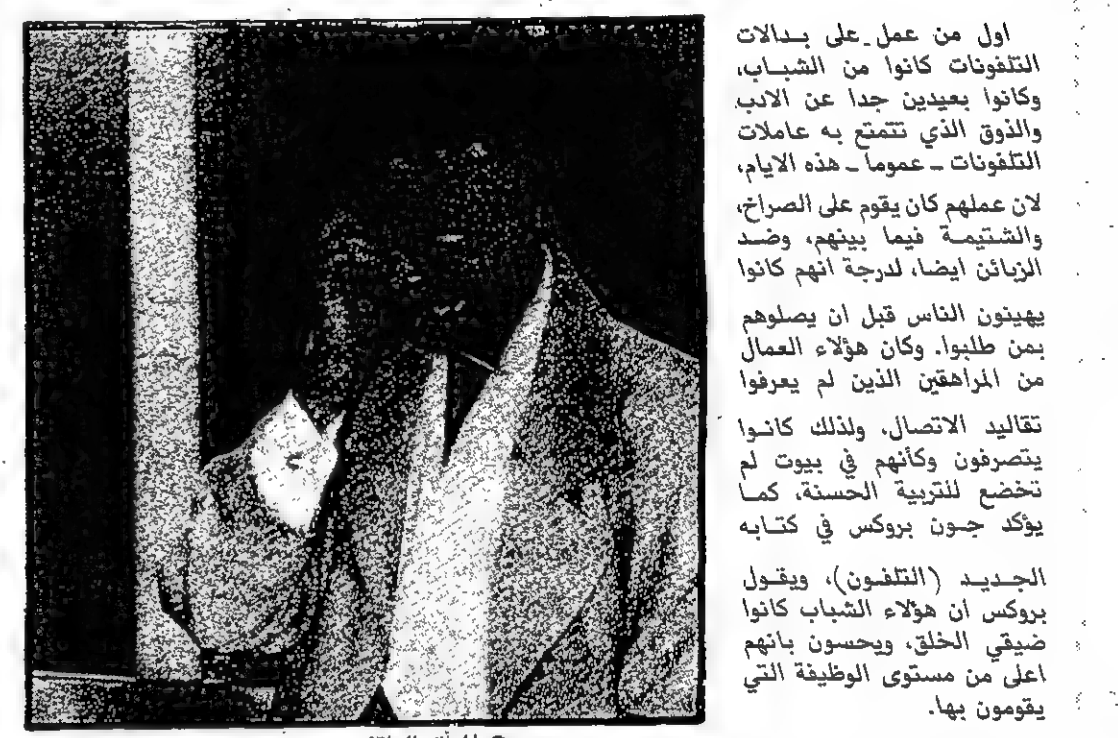 اول من عمل على بدالات
التلفونات كانوا من الشباب،
وكانوا بعيدين جدا عن الادب
والذوق الذي تتمتع به عاملات
التلفونات ـ عموما ـ هذه الايام،
لان عملهم كان يقوم على الصراخ،
والشتيمة فيما بينهم، وضد
الزبائن ايضا، لدرجة انهم كانوا
يهينون الناس قبل ان يصلوهم
بمن طلبوا. وكان هؤلاء العمال
من المراهقين الذين لم يعرفوا
تقاليد الاتصال، ولذلك كانوا
يتصرفون وكأنهم في بيوت لم
تخضع للتربية الحسنة، كما
يؤكد جون بروكس في كتابه
الجديد (التلفون)، ويقول
بروكس أن هؤلاء الشباب كانوا
ضيقي الخلق، ويحسون بانهم
اعلى من مستوى الوظيفة التي
يقومون بها.